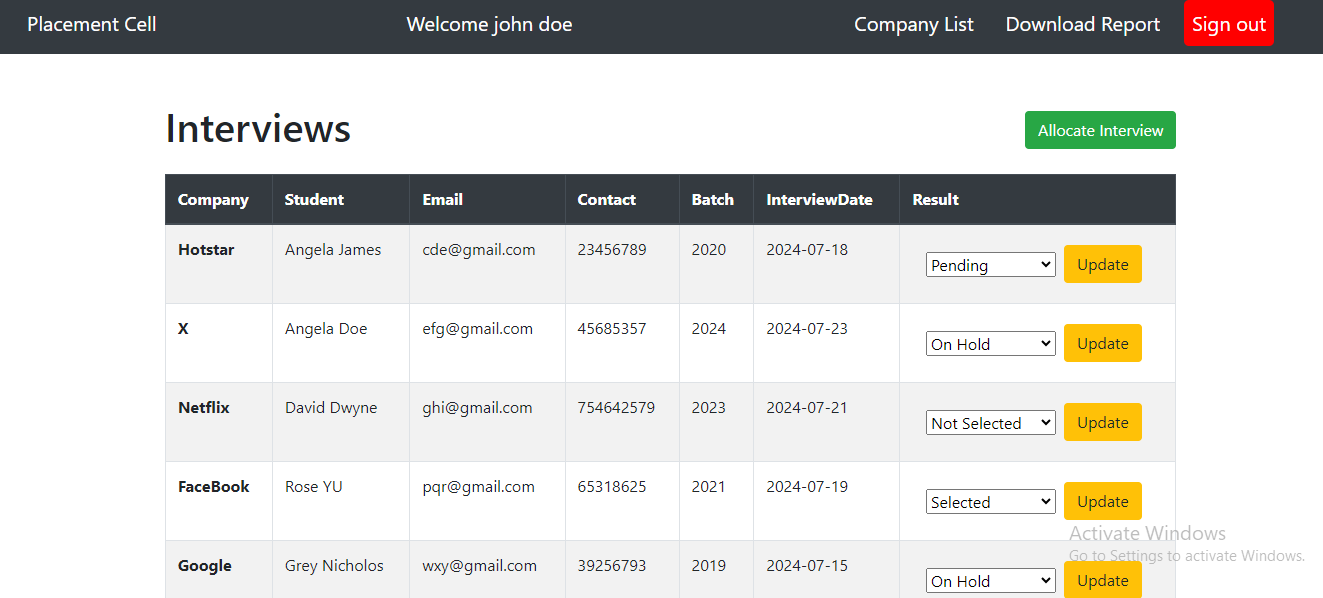 Placement Cell Welcome john doe Company List Download Report Sign out
Interviews Allocate Interview
Company Student Email Contact Batch InterviewDate Result
Hotstar Angela James cde@gmail.com 23456789 2020 2024-07-18 Pending Update
X Angela Doe efg@gmail.com 45685357 2024 2024-07-23 On Hold Update
Netflix David Dwyne ghi@gmail.com 754642579 2023 2024-07-21 Not Selected Update
FaceBook Rose YU pqr@gmail.com 65318625 2021 2024-07-19 Selected Update
Activate Windows
Go to Settings to activate Windows.
Google Grey Nicholos wxy@gmail.com 39256793 2019 2024-07-15 On Hold Update